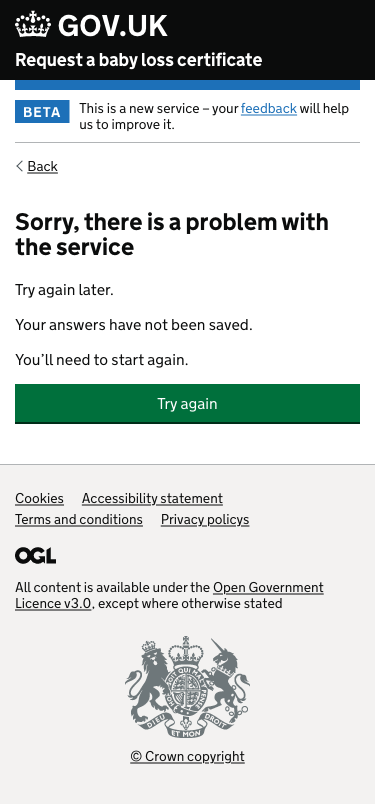 GOV.UK
Request a baby loss certificate
BETA
This is a new service – your feedback will help
us to improve it.
Back
Sorry, there is a problem with
the service
Try again later.
Your answers have not been saved.
You’ll need to start again.
Try again
Cookies Accessibility statement
Terms and conditions Privacy policys
OGL
All content is available under the Open Government
Licence v3.0, except where otherwise stated
DIEU ET MON DROIT
© Crown copyright